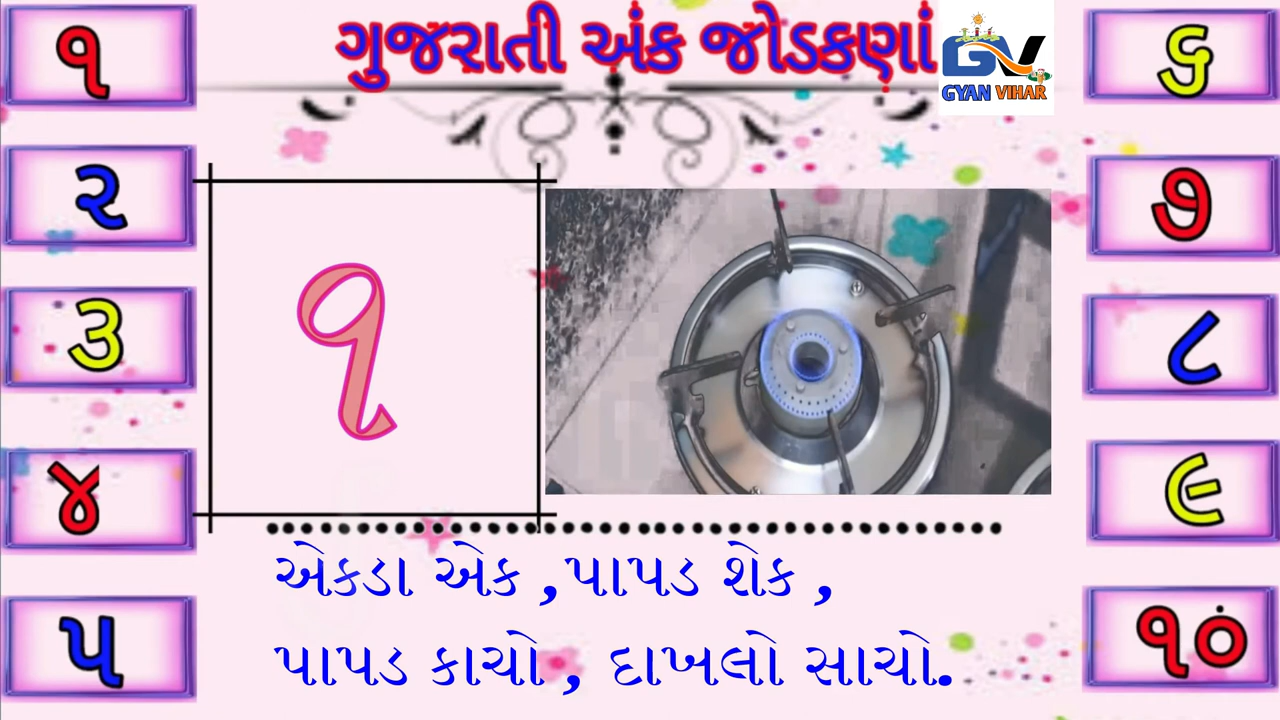 ગુજરાતી અંક જોડકણાં
GV
GYAN VIHAR
૧
૨
૩
૪
૫
૧
એકડા એક , પાપડ શેક ,
પાપડ કાચો , દાખલો સાચો.
૬
૭
૮
૯
૧૦